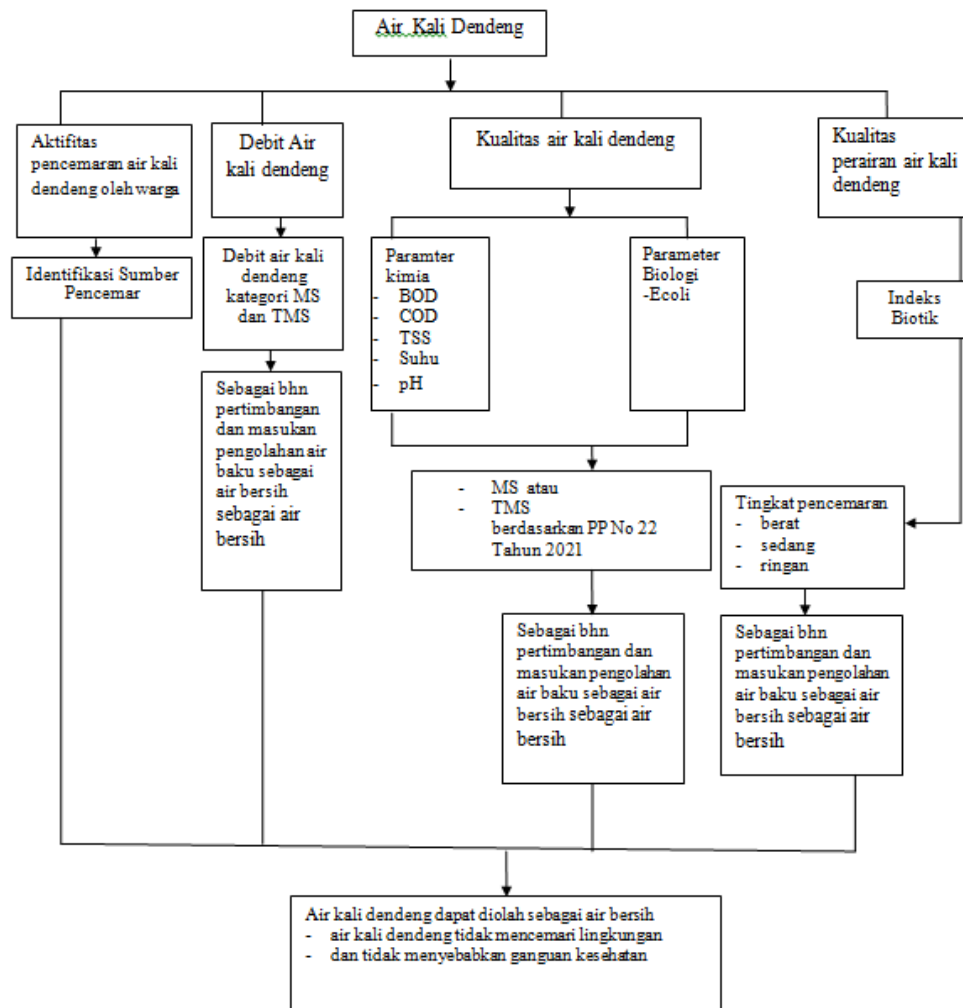 Air Kali Dendeng
Aktifitas
pencemaran air kali
dendeng oleh warga
Debit Air
kali dendeng
Kualitas air kali dendeng
Kualitas
perairan air kali
dendeng
Identifikasi Sumber
Pencemar
Debit air kali
dendeng
kategori MS
dan TMS
Paramter
kimia
- BOD
- COD
- TSS
- Suhu
- pH
Parameter
Biologi
-Ecoli
Indeks
Biotik
Sebagai bhn
pertimbangan
dan masukan
pengolahan air
baku sebagai
air bersih
sebagai air
bersih
- MS atau
- TMS
berdasarkan PP No 22
Tahun 2021
Tingkat pencemaran
- berat
- sedang
- ringan
Sebagai bhn
pertimbangan dan
masukan pengolahan
air baku sebagai air
bersih sebagai air
bersih
Sebagai bhn
pertimbangan dan
masukan pengolahan
air baku sebagai air
bersih sebagai air
bersih
Air kali dendeng dapat diolah sebagai air bersih
- air kali dendeng tidak mencemari lingkungan
- dan tidak menyebabkan ganguan kesehatan